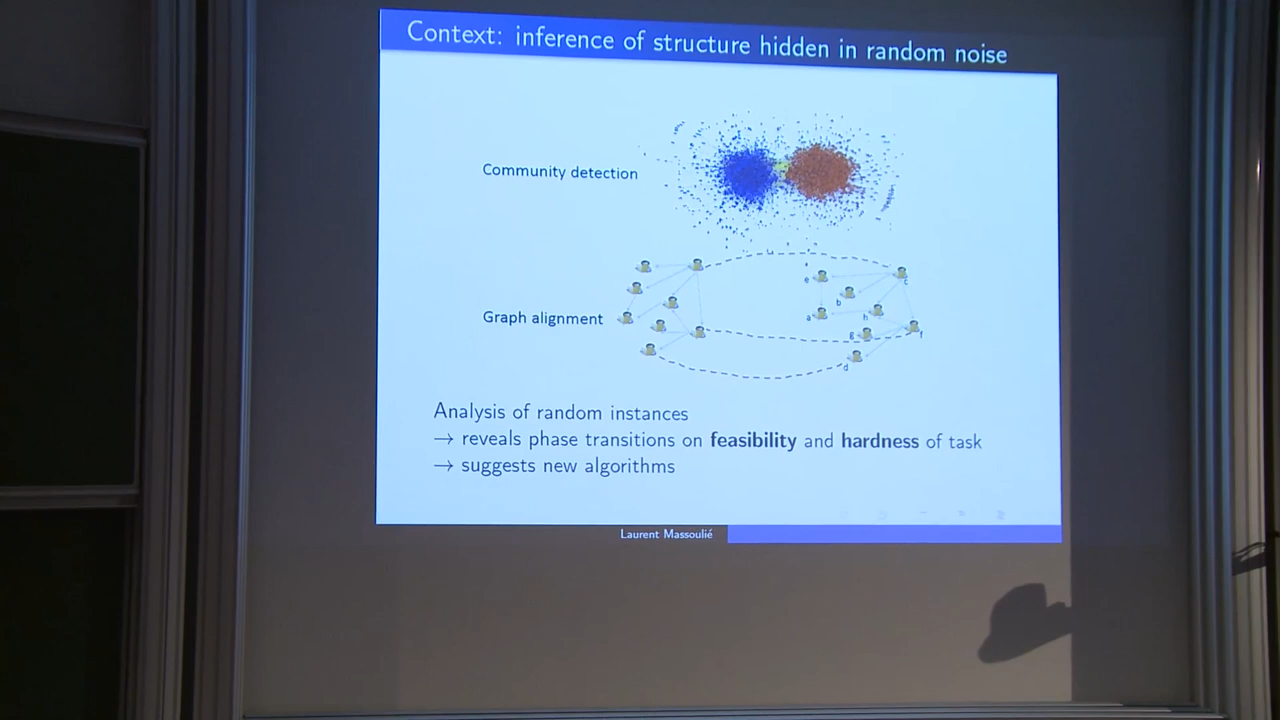 Context: inference of structure hidden in random noise
Community detection
Graph alignment
e
c
b
a
h
g
f
d
Analysis of random instances
→ reveals phase transitions on feasibility and hardness of task
→ suggests new algorithms
Laurent Massoulié